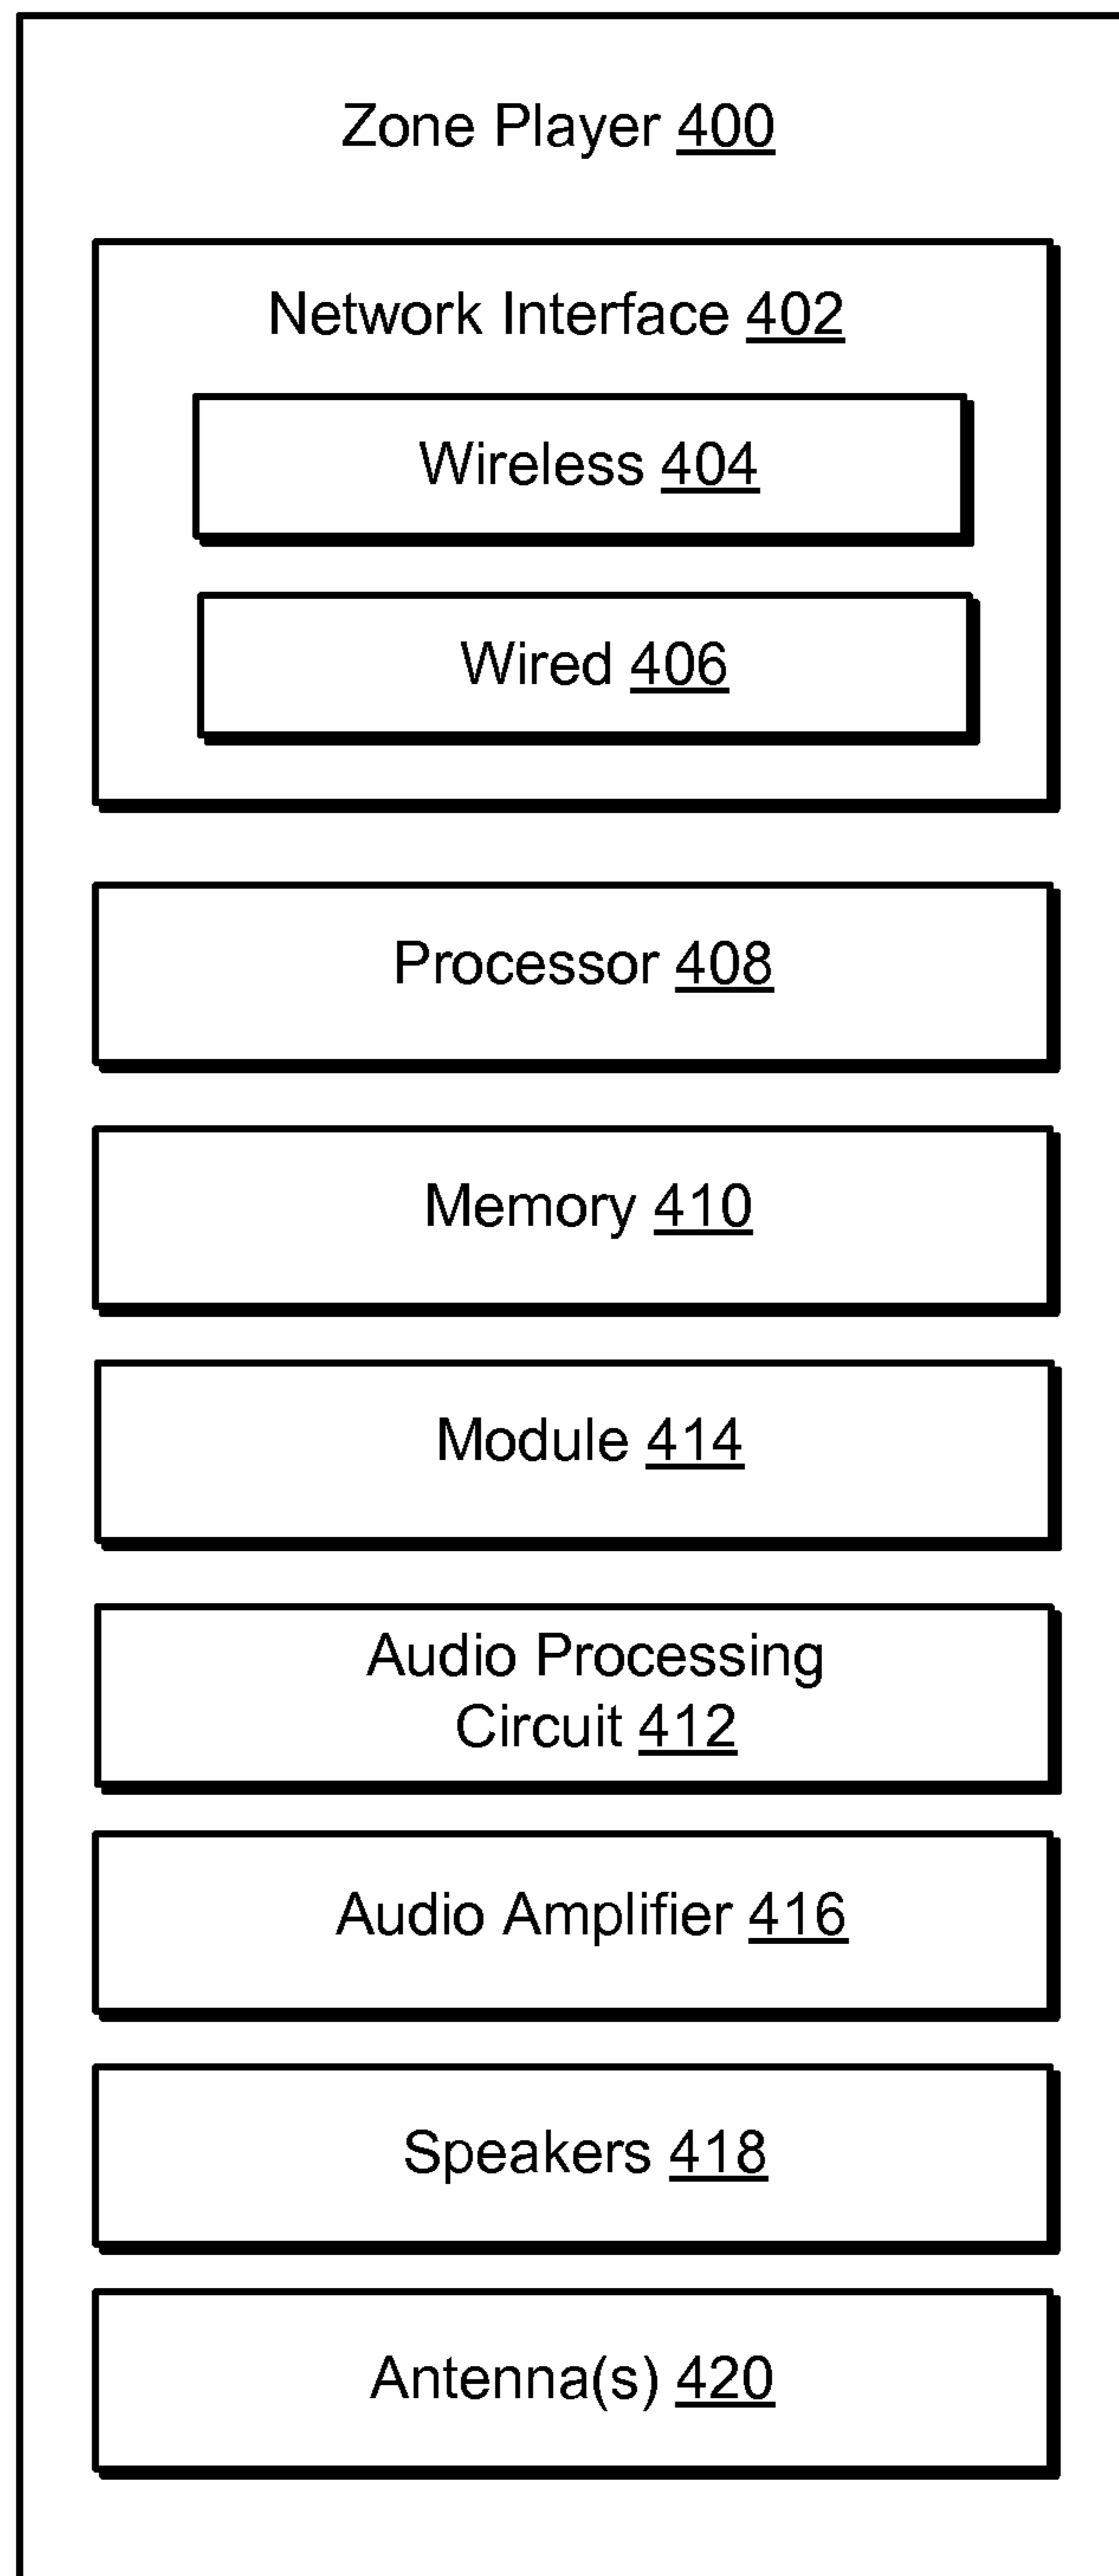 Zone Player 400
Network Interface 402
Wireless 404
Wired 406
Processor 408
Memory 410
Module 414
Audio Processing
Circuit 412
Audio Amplifier 416
Speakers 418
Antenna(s) 420